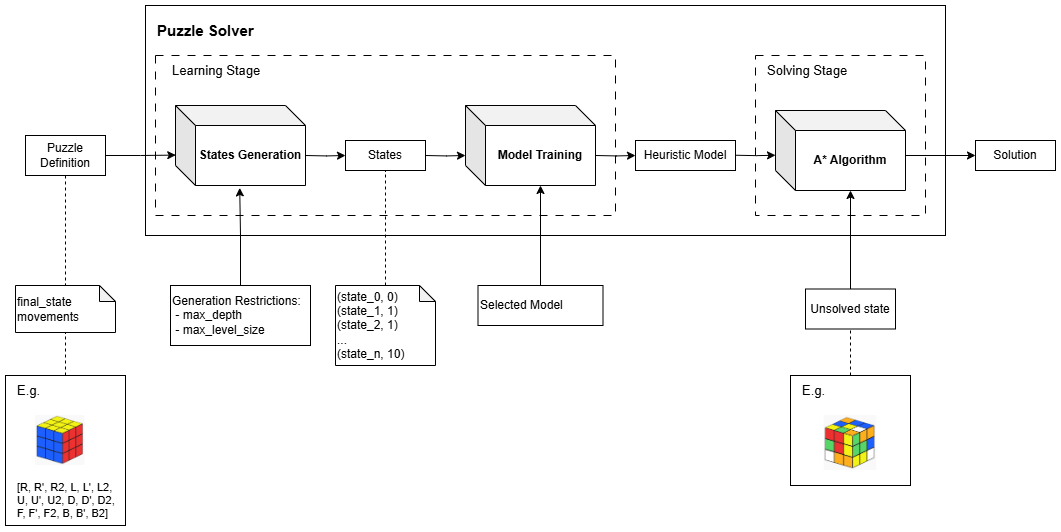 Puzzle Solver
Learning Stage
Solving Stage
Puzzle
Definition
States Generation
States
Model Training
Heuristic Model
A* Algorithm
Solution
final_state
movements
Generation Restrictions:
- max_depth
- max_level_size
(state_0, 0)
(state_1, 1)
(state_2, 1)
...
(state_n, 10)
Selected Model
Unsolved state
E.g.
[R, R', R2, L, L', L2,
U, U', U2, D, D', D2,
F, F', F2, B, B', B2]
E.g.